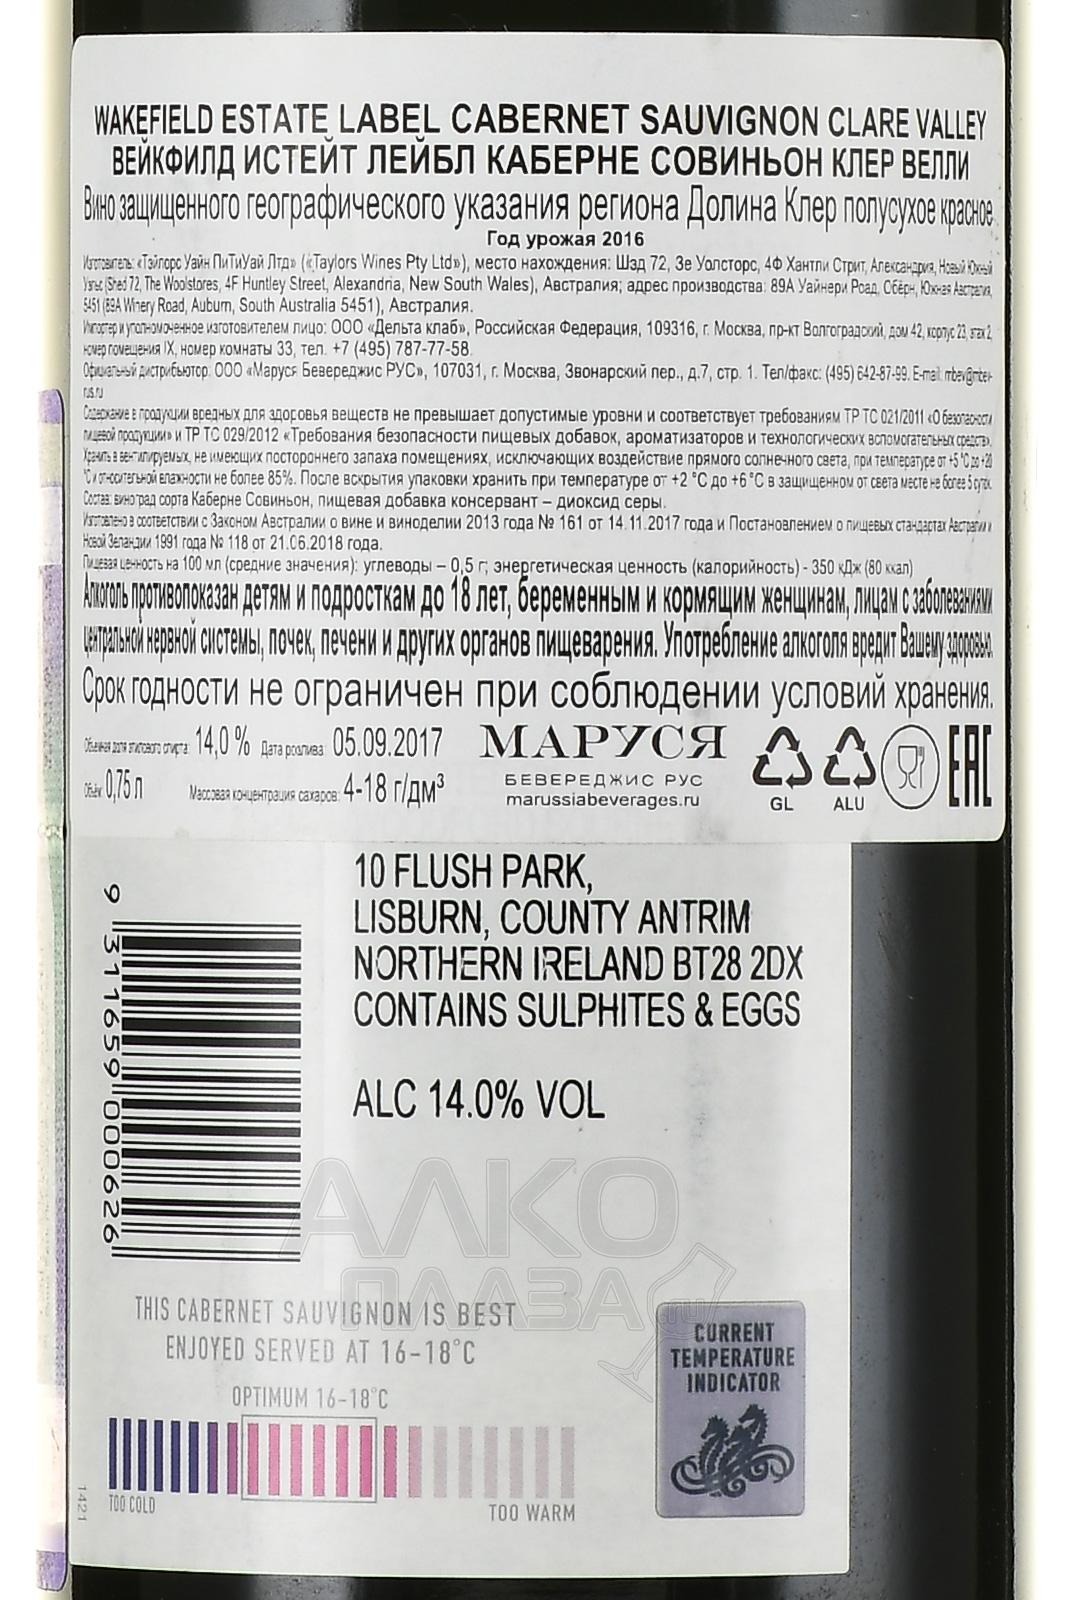 WAKEFIELD ESTATE LABEL CABERNET SAUVIGNON CLARE VALLEY
ВЕЙКФИЛД ИСТЕЙТ ЛЕЙБЛ КАБЕРНЕ СОВИНЬОН КЛЕР ВЕЛЛИ
Вино защищенного географического указания региона Долина Клер полусухое красное
Год урожая 2016
Изготовитель: «Тэйлорс Уайн ПиТиУай Лтд» («Taylors Wines Pty Ltd»), место нахождения: Шэд 72, Зе Уолсторс, 4Ф Хантли Стрит, Александрия, Новый Южный
Уэльс (Shed 72, The Woolstores, 4F Huntley Street, Alexandria, New South Wales), Австралия; адрес производства: 89А Уайнери Роад, Обёрн, Южная Австралия,
5451 (89A Winery Road, Auburn, South Australia 5451), Австралия.
Импортер и уполномоченное изготовителем лицо: ООО «Дельта клаб», Российская Федерация, 109316, г. Москва, пр-кт Волгоградский, дом 42, корпус 23, этаж 2,
номер помещения IX, номер комнаты 33, тел. +7 (495) 787-77-58.
Официальный дистрибьютор: ООО «Маруся Бевереджис РУС», 107031, г. Москва, Звонарский пер., д.7, стр. 1. Тел/факс: (495) 642-87-99. E-mail: mbev@mbev-
rus.ru
Содержание в продукции вредных для здоровья веществ не превышает допустимые уровни и соответствует требованиям ТР ТС 021/2011 «О безопасности
пищевой продукции» и ТР ТС 029/2012 «Требования безопасности пищевых добавок, ароматизаторов и технологических вспомогательных средств».
Хранить в вентилируемых, не имеющих постороннего запаха помещениях, исключающих воздействие прямого солнечного света, при температуре от +5 °С до +20
°С и относительной влажности не более 85%. После вскрытия упаковки хранить при температуре от +2 °С до +6 °С в защищенном от света месте не более 5 суток.
Состав: виноград сорта Каберне Совиньон, пищевая добавка консервант – диоксид серы.
Изготовлено в соответствии с Законом Австралии о вине и виноделии 2013 года № 161 от 14.11.2017 года и Постановлением о пищевых стандартах Австралии и
Новой Зеландии 1991 года № 118 от 21.06.2018 года.
Пищевая ценность на 100 мл (средние значения): углеводы – 0,5 г; энергетическая ценность (калорийность) - 350 кДж (80 ккал)
Алкоголь противопоказан детям и подросткам до 18 лет, беременным и кормящим женщинам, лицам с заболеваниями
центральной нервной системы, почек, печени и других органов пищеварения. Употребление алкоголя вредит Вашему здоровью.
Срок годности не ограничен при соблюдении условий хранения.
Объемная доля этилового спирта: 14,0 % Дата розлива: 05.09.2017
Объём: 0,75 л Массовая концентрация сахаров: 4-18 г/дм³
МАРУСЯ
БЕВЕРЕДЖИС РУС
marussiabeverages.ru
GL
ALU
EAC
10 FLUSH PARK,
LISBURN, COUNTY ANTRIM
NORTHERN IRELAND BT28 2DX
CONTAINS SULPHITES & EGGS
ALC 14.0% VOL
9 311659 000626
АЛКО
ПЛАЗА
.ru
THIS CABERNET SAUVIGNON IS BEST
ENJOYED SERVED AT 16-18°C
OPTIMUM 16-18°C
TOO COLD
TOO WARM
1421
CURRENT
TEMPERATURE
INDICATOR